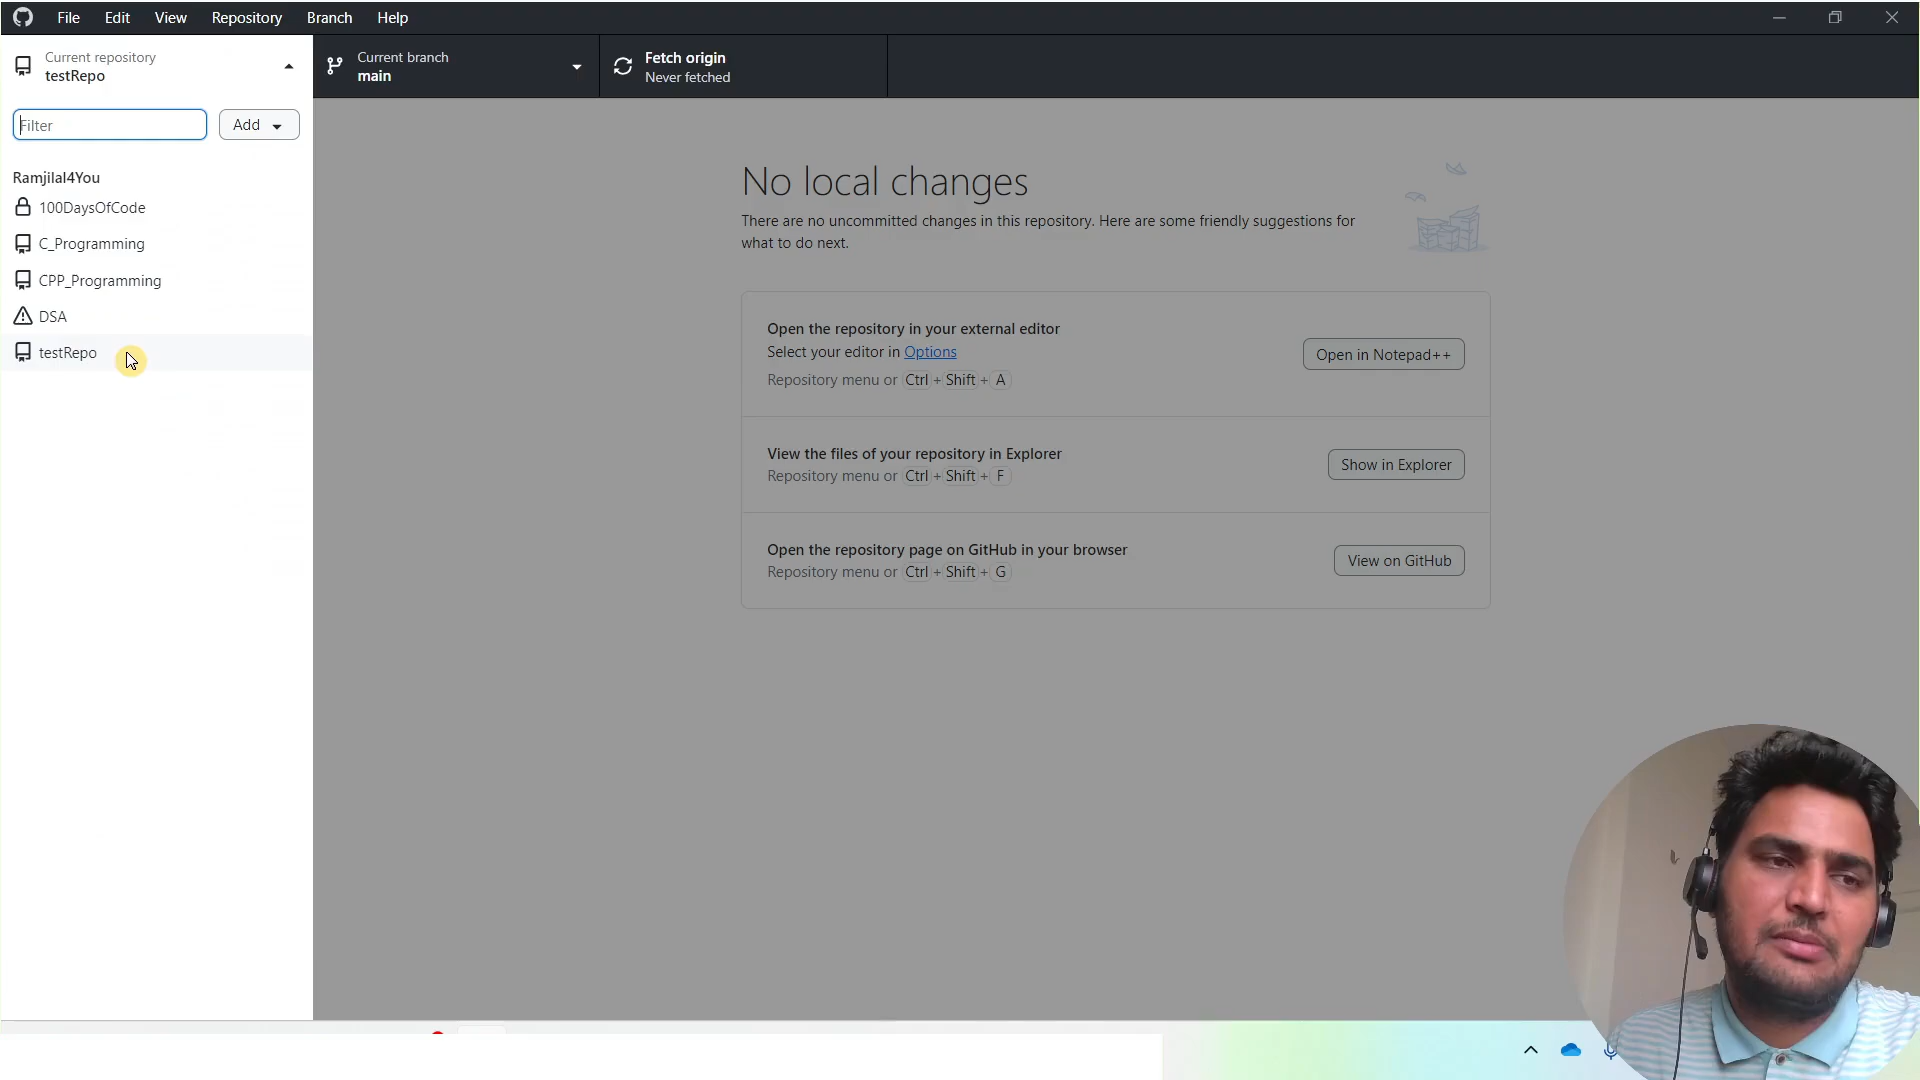 File Edit View Repository Branch Help
Current repository
testRepo
Current branch
main
Fetch origin
Never fetched
Filter
Add
Ramjilal4You
100DaysOfCode
C_Programming
CPP_Programming
DSA
testRepo
No local changes
There are no uncommitted changes in this repository. Here are some friendly suggestions for
what to do next.
Open the repository in your external editor
Select your editor in Options
Repository menu or Ctrl + Shift + A
Open in Notepad++
View the files of your repository in Explorer
Repository menu or Ctrl + Shift + F
Show in Explorer
Open the repository page on GitHub in your browser
Repository menu or Ctrl + Shift + G
View on GitHub